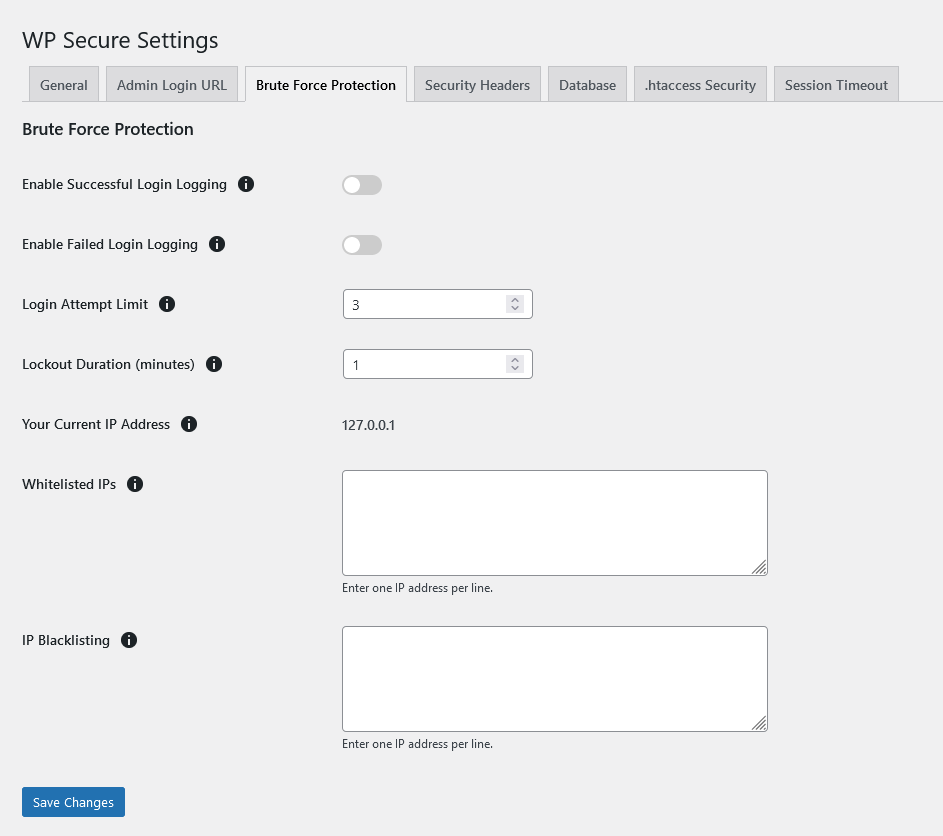 WP Secure Settings
General Admin Login URL Brute Force Protection Security Headers Database .htaccess Security Session Timeout
Brute Force Protection
Enable Successful Login Logging
Enable Failed Login Logging
Login Attempt Limit 3
Lockout Duration (minutes) 1
Your Current IP Address 127.0.0.1
Whitelisted IPs
Enter one IP address per line.
IP Blacklisting
Enter one IP address per line.
Save Changes